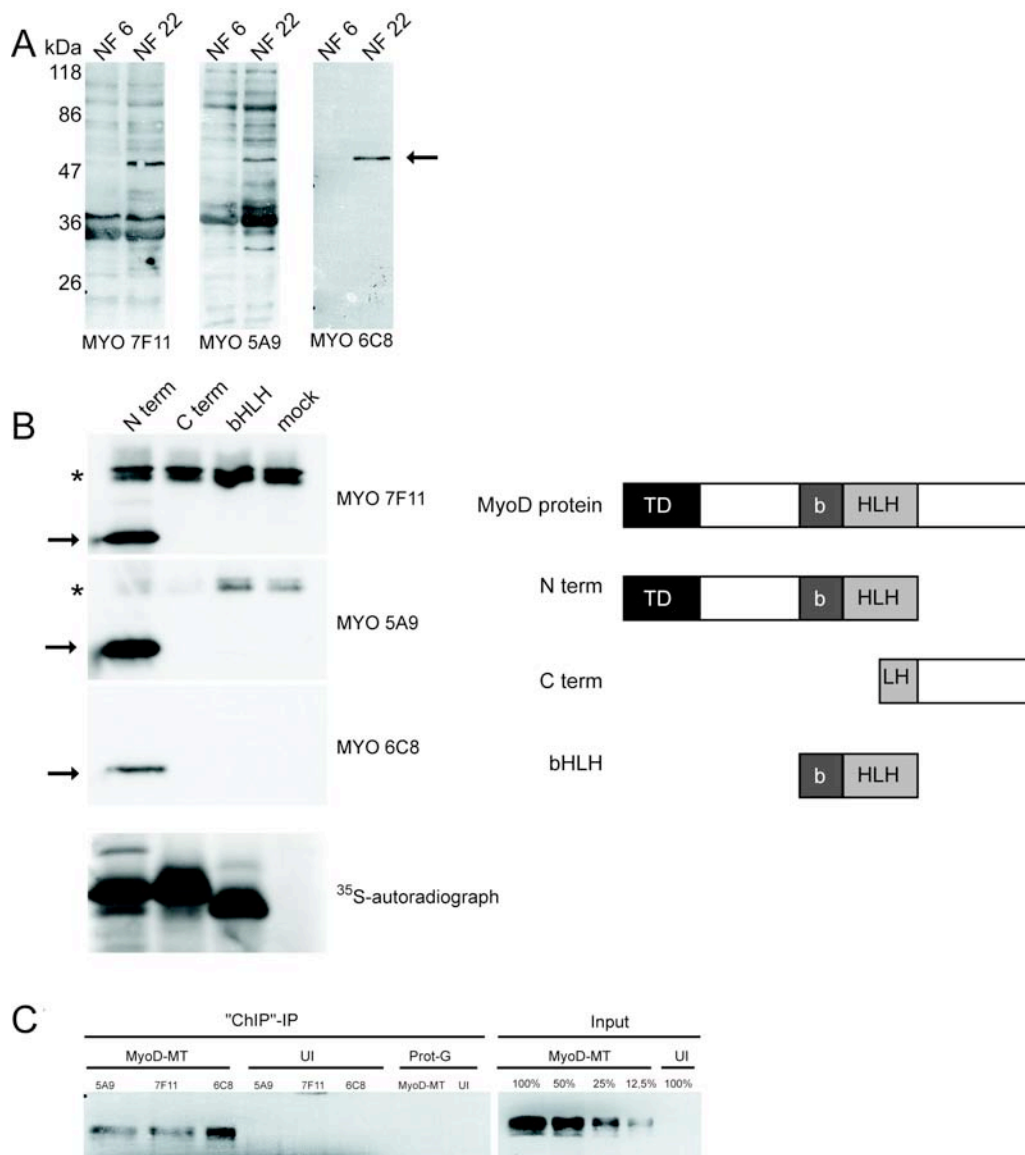 A
kDa
NF 6 NF 22 NF 6 NF 22 NF 6 NF 22
118
86
47
36
26
MYO 7F11 MYO 5A9 MYO 6C8
B
N term C term bHLH mock
*
MYO 7F11
*
MYO 5A9
MYO 6C8
³⁵S-autoradiograph
MyoD protein TD b HLH
N term TD b HLH
C term LH
bHLH b HLH
C
"ChIP"-IP Input
MyoD-MT UI Prot-G MyoD-MT UI
5A9 7F11 6C8 5A9 7F11 6C8 MyoD-MT UI 100% 50% 25% 12,5% 100%